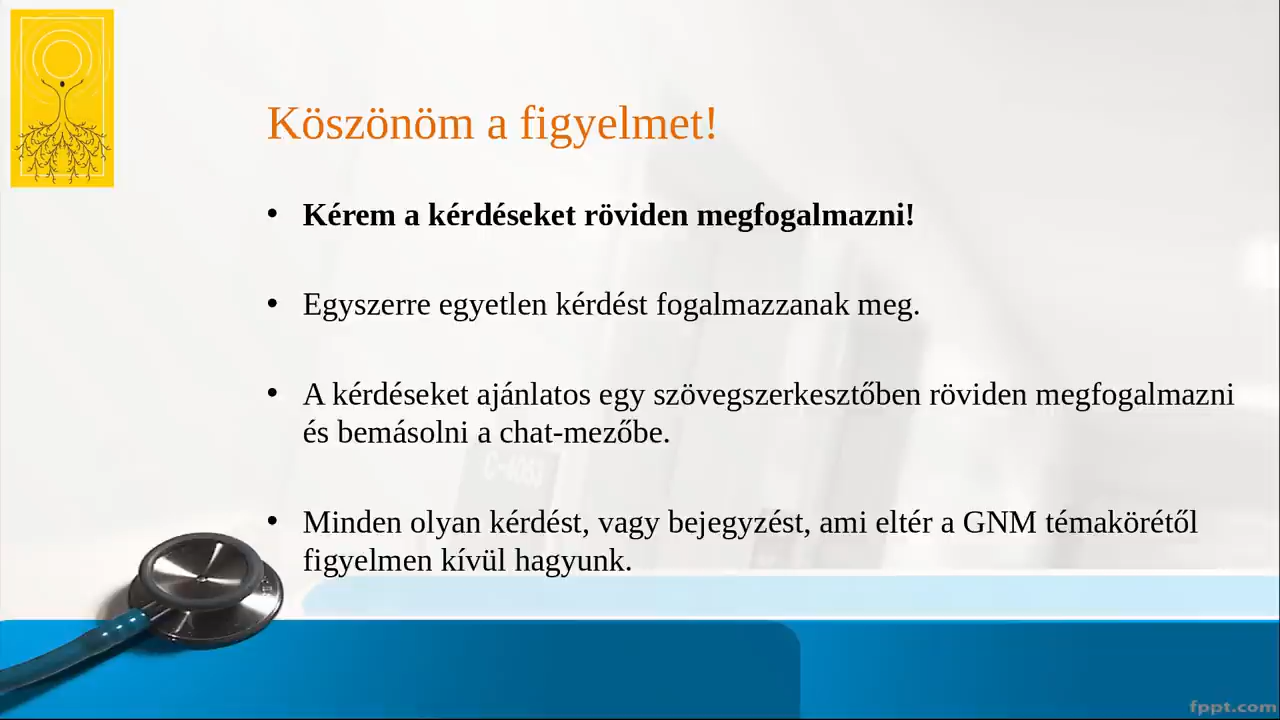 Köszönöm a figyelmet!
• Kérem a kérdéseket röviden megfogalmazni!
• Egyszerre egyetlen kérdést fogalmazzanak meg.
• A kérdéseket ajánlatos egy szövegszerkesztőben röviden megfogalmazni
és bemásolni a chat-mezőbe.
• Minden olyan kérdést, vagy bejegyzést, ami eltér a GNM témakörétől
figyelmen kívül hagyunk.
fppt.com